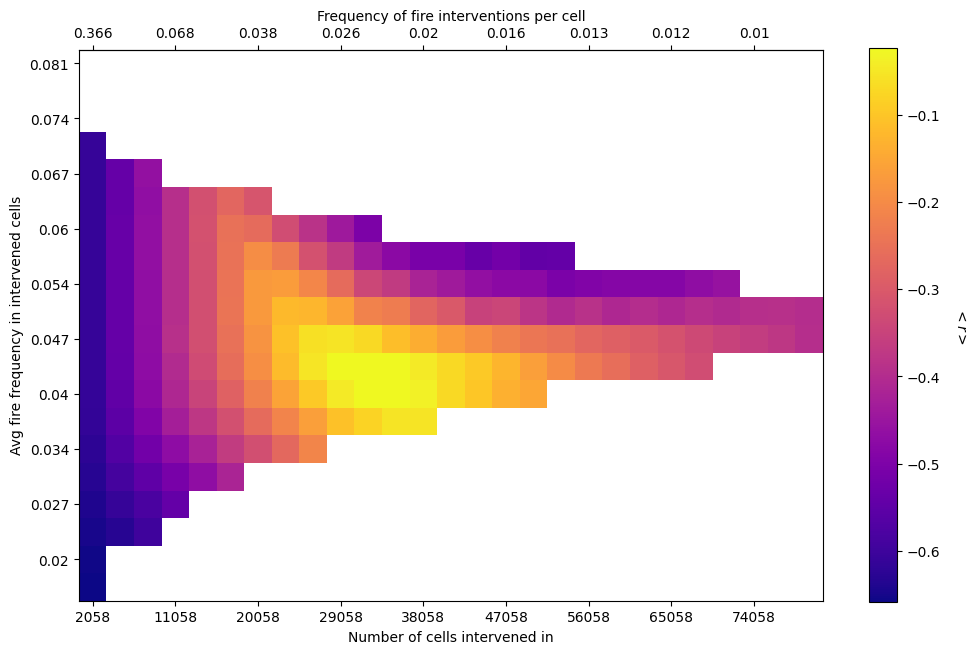 Frequency of fire interventions per cell
0.366 0.068 0.038 0.026 0.02 0.016 0.013 0.012 0.01
Avg fire frequency in intervened cells
0.081
0.074
0.067
0.06
0.054
0.047
0.04
0.034
0.027
0.02
2058 11058 20058 29058 38058 47058 56058 65058 74058
Number of cells intervened in
−0.1
−0.2
−0.3
−0.4
−0.5
−0.6
< r >